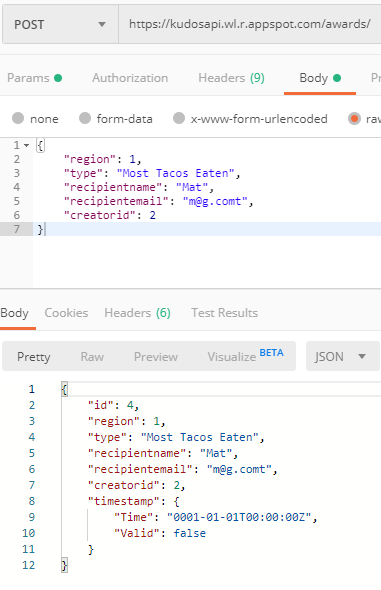 POST https://kudosapi.wl.r.appspot.com/awards/
Params Authorization Headers (9) Body Pr
none form-data x-www-form-urlencoded raw
1 {
2 "region": 1,
3 "type": "Most Tacos Eaten",
4 "recipientname": "Mat",
5 "recipientemail": "m@g.comt",
6 "creatorid": 2
7 }
Body Cookies Headers (6) Test Results
Pretty Raw Preview Visualize BETA JSON
1 {
2 "id": 4,
3 "region": 1,
4 "type": "Most Tacos Eaten",
5 "recipientname": "Mat",
6 "recipientemail": "m@g.comt",
7 "creatorid": 2,
8 "timestamp": {
9 "Time": "0001-01-01T00:00:00Z",
10 "Valid": false
11 }
12 }